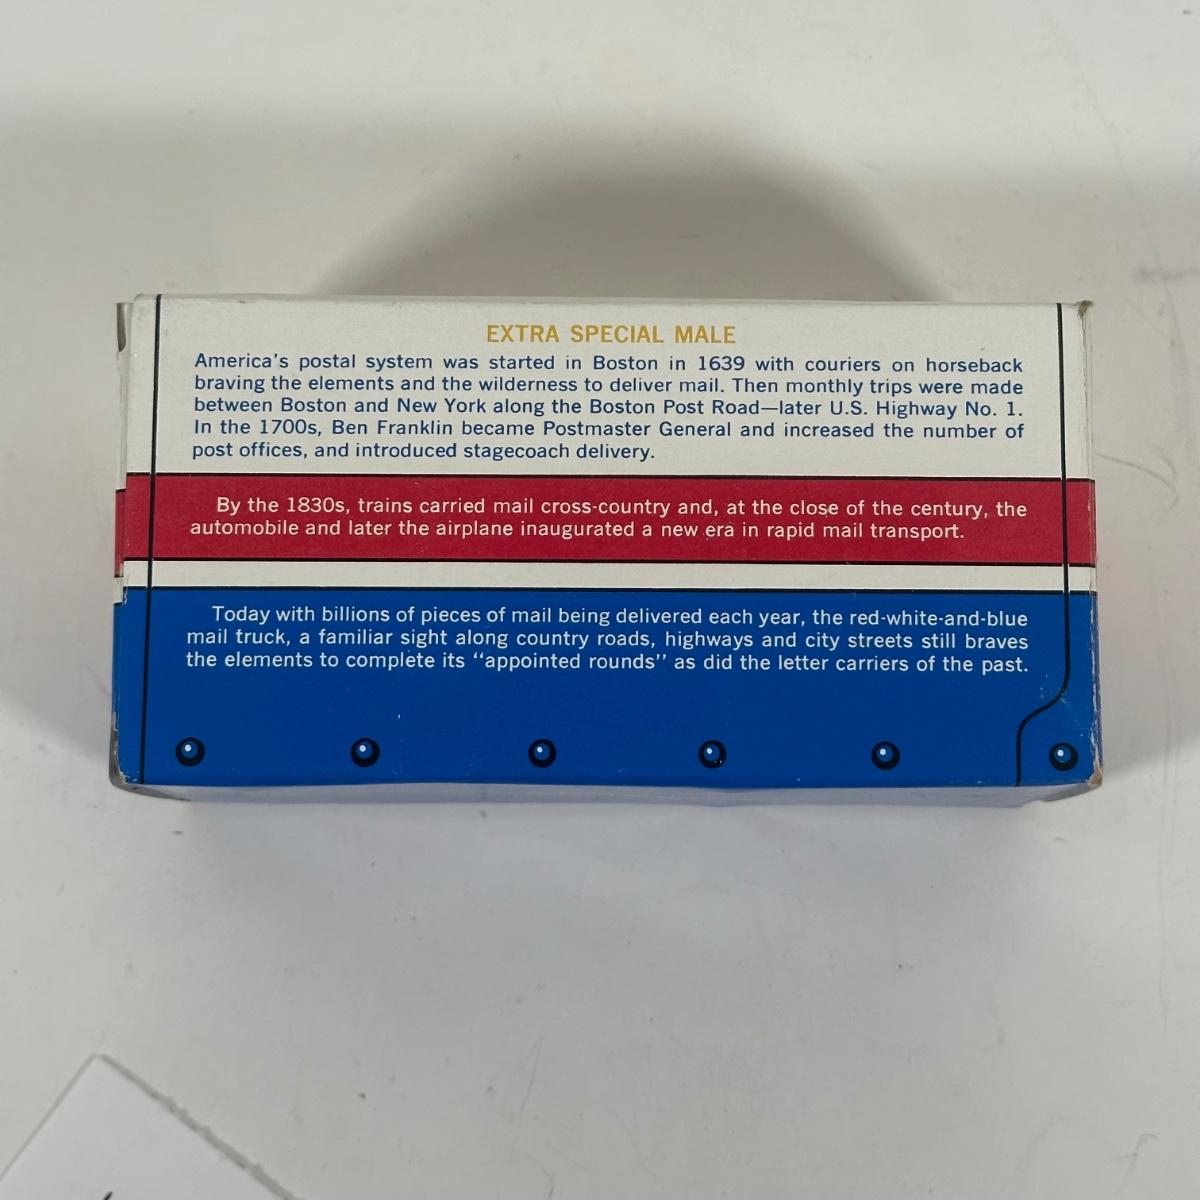 EXTRA SPECIAL MALE
America's postal system was started in Boston in 1639 with couriers on horseback
braving the elements and the wilderness to deliver mail. Then monthly trips were made
between Boston and New York along the Boston Post Road—later U.S. Highway No. 1.
In the 1700s, Ben Franklin became Postmaster General and increased the number of
post offices, and introduced stagecoach delivery.
By the 1830s, trains carried mail cross-country and, at the close of the century, the
automobile and later the airplane inaugurated a new era in rapid mail transport.
Today with billions of pieces of mail being delivered each year, the red-white-and-blue
mail truck, a familiar sight along country roads, highways and city streets still braves
the elements to complete its "appointed rounds" as did the letter carriers of the past.